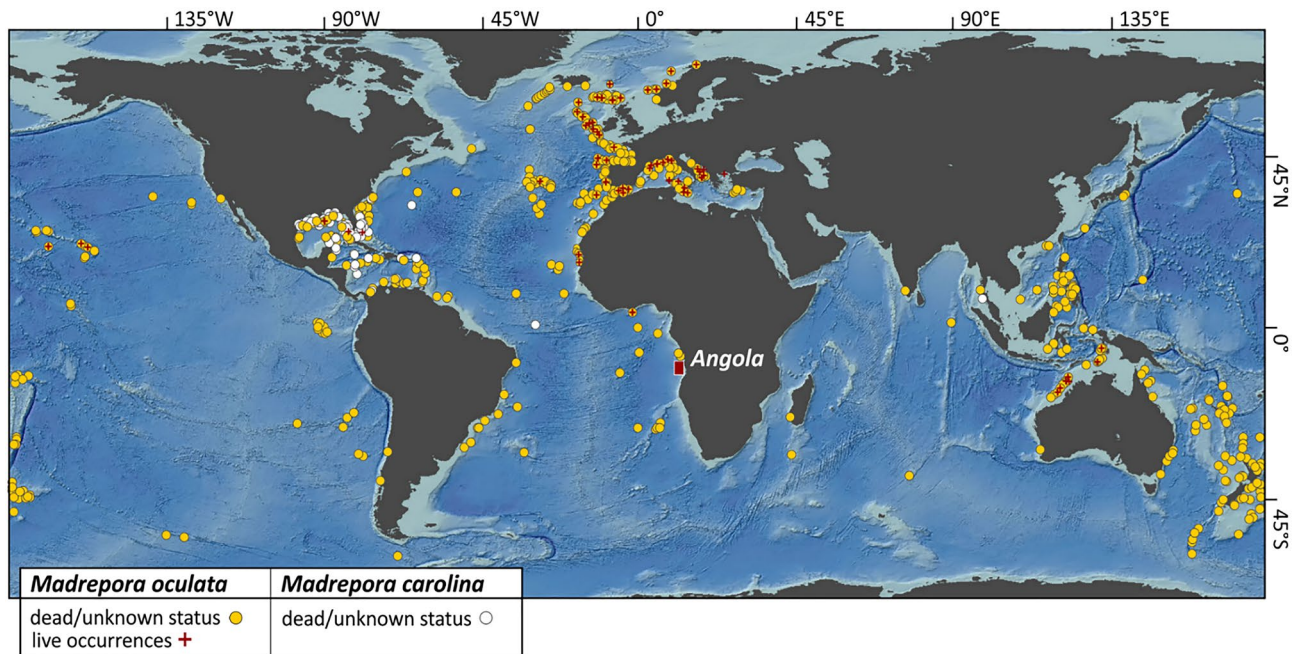 135°W 90°W 45°W 0° 45°E 90°E 135°E
45°N
0°
Angola
45°S
Madrepora oculata Madrepora carolina
dead/unknown status dead/unknown status
live occurrences